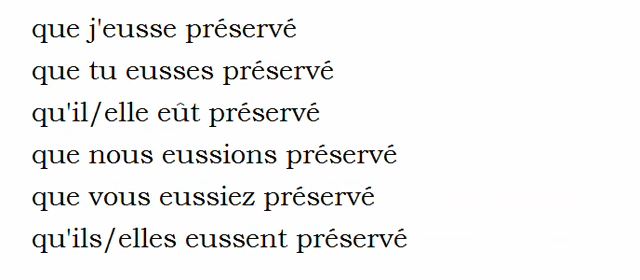 que j'eusse préservé
que tu eusses préservé
qu'il/elle eût préservé
que nous eussions préservé
que vous eussiez préservé
qu'ils/elles eussent préservé